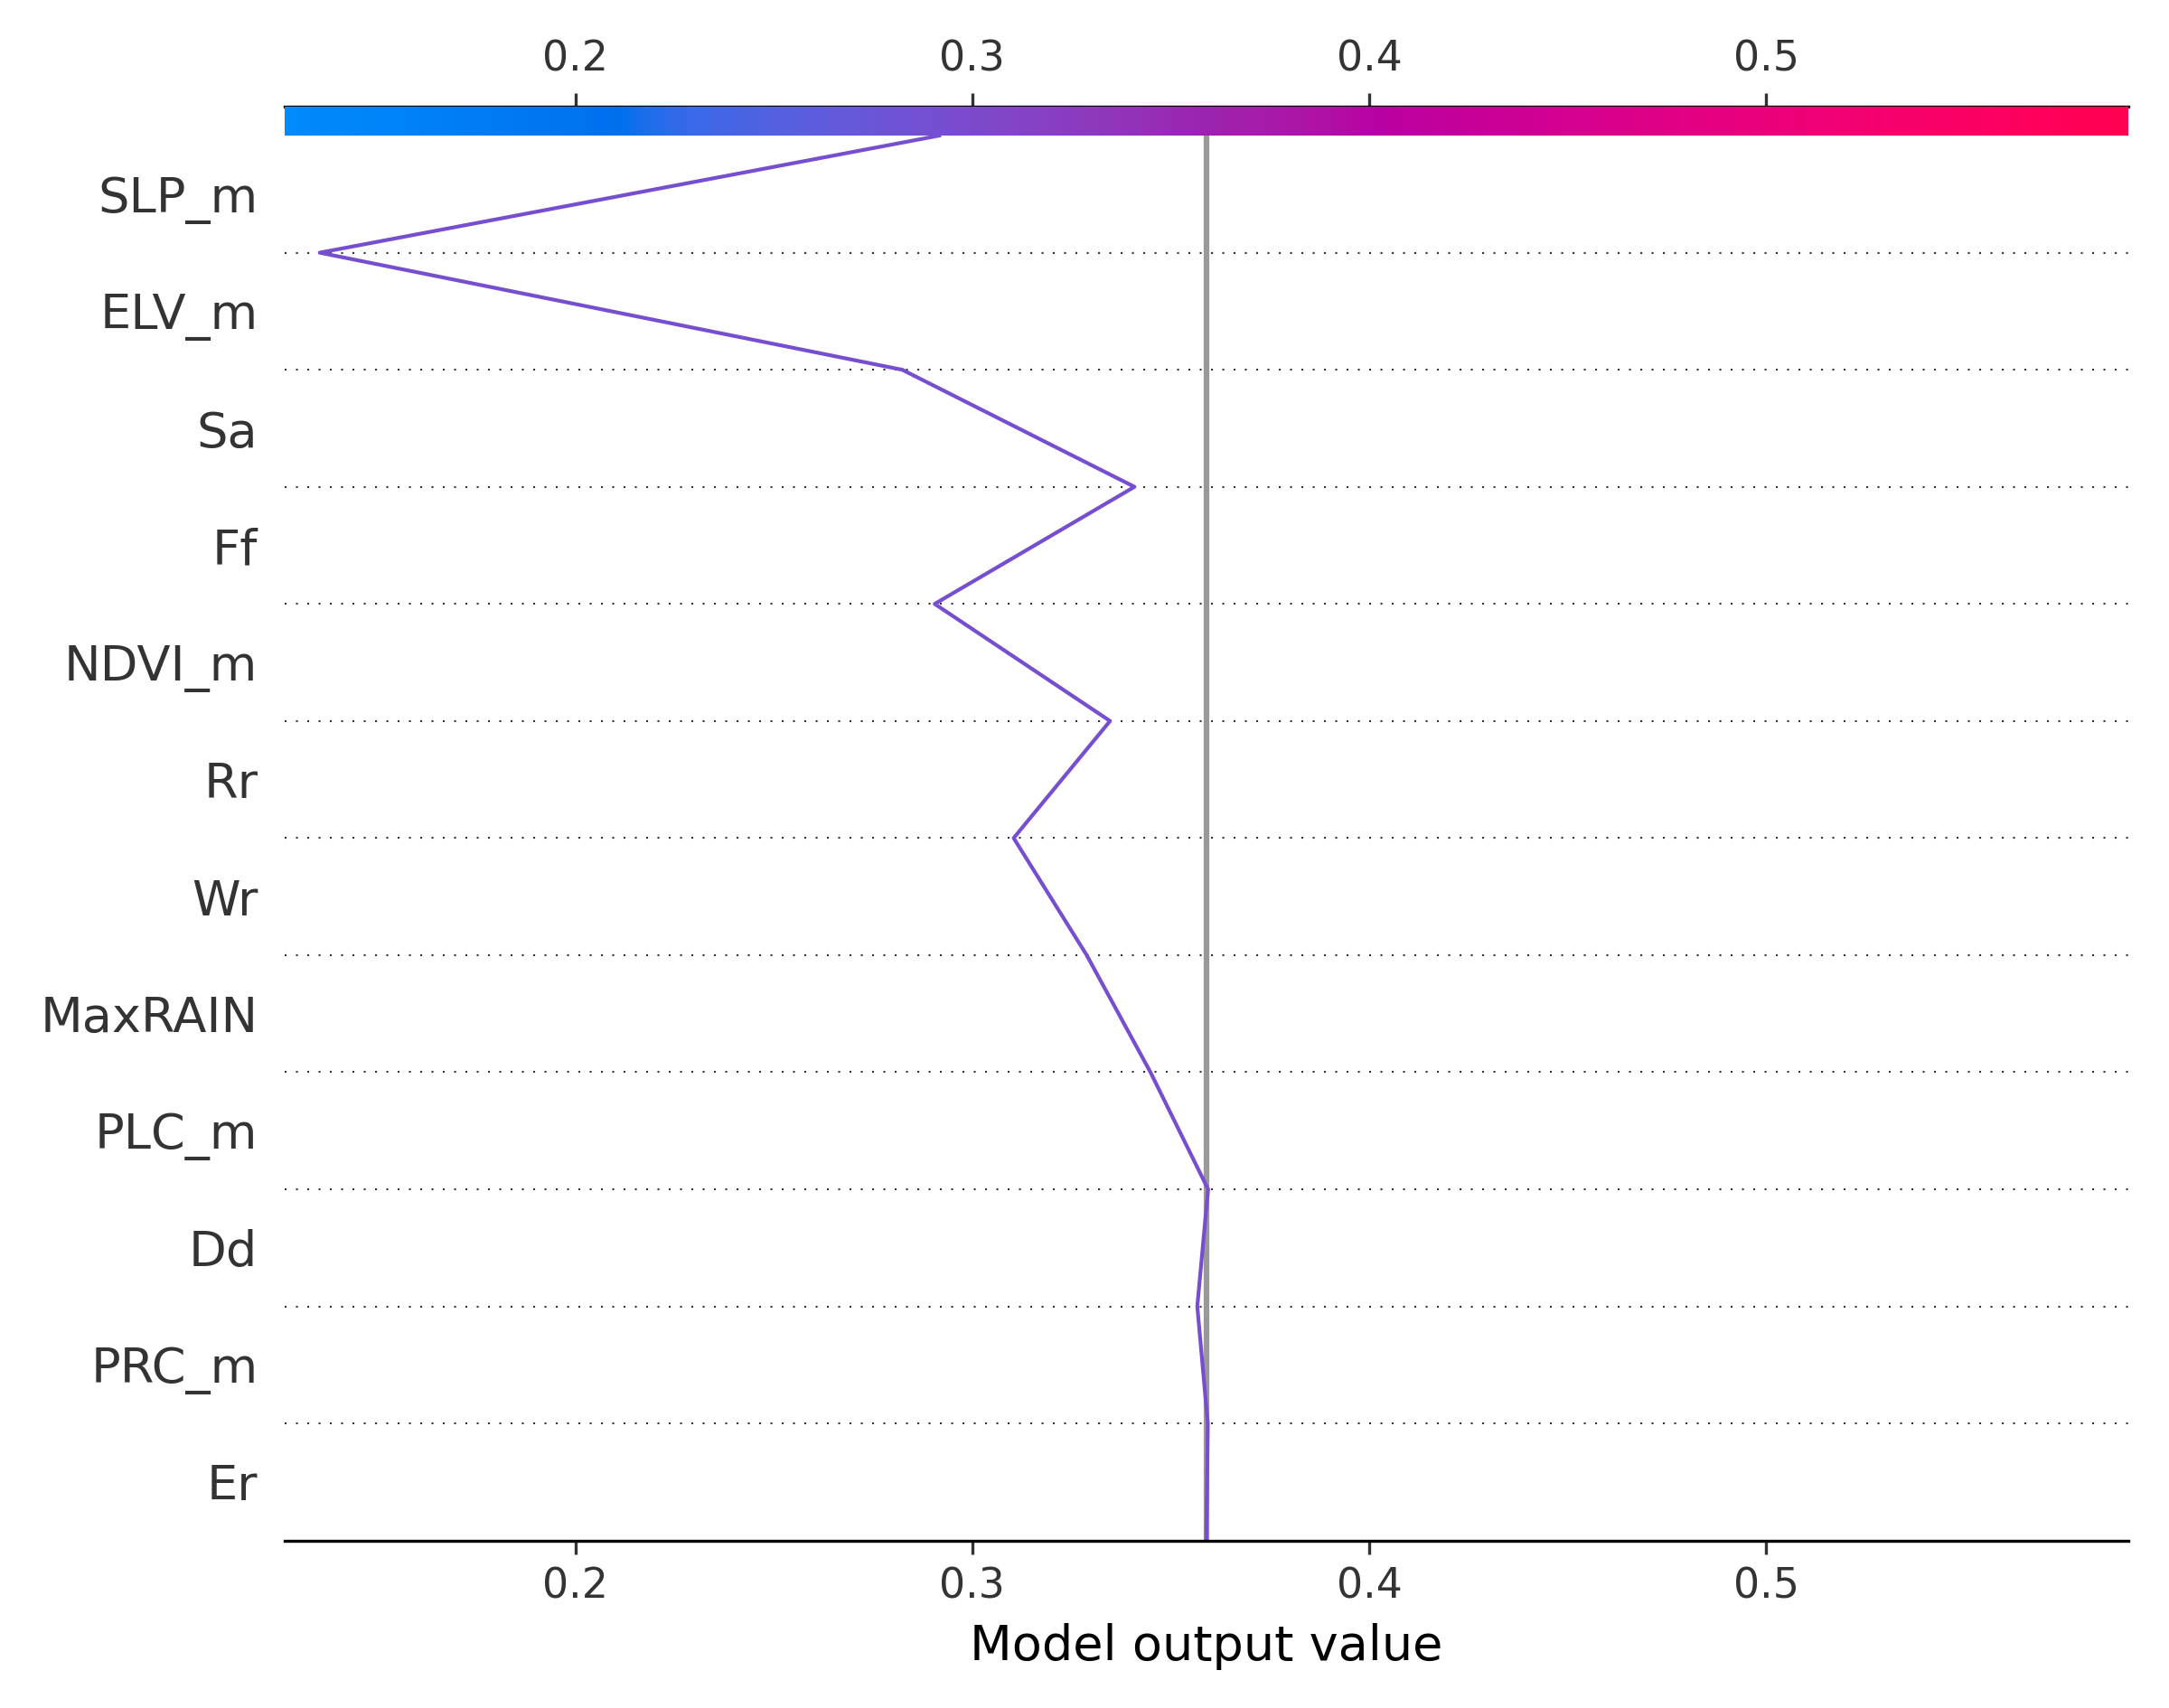 0.2 0.3 0.4 0.5
SLP_m
ELV_m
Sa
Ff
NDVI_m
Rr
Wr
MaxRAIN
PLC_m
Dd
PRC_m
Er
0.2 0.3 0.4 0.5
Model output value